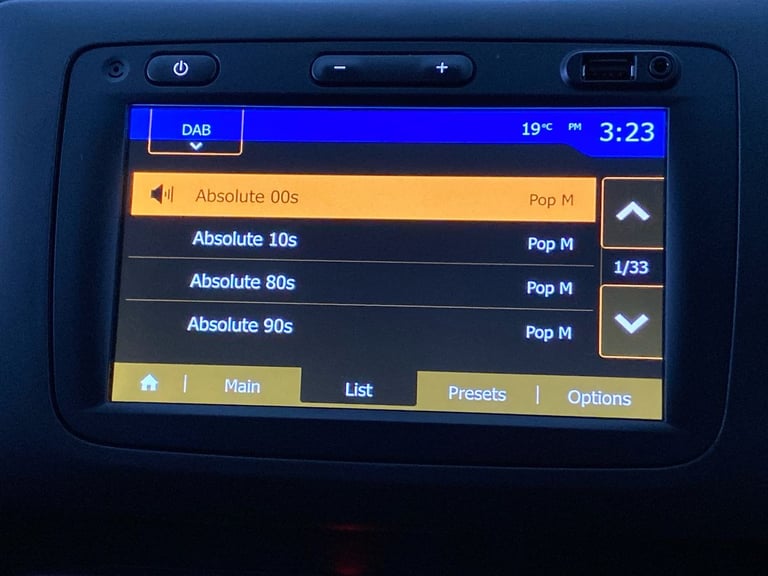 DAB 19°C PM 3:23
Absolute 00s Pop M
Absolute 10s Pop M
1/33
Absolute 80s Pop M
Absolute 90s Pop M
Main | List Presets | Options